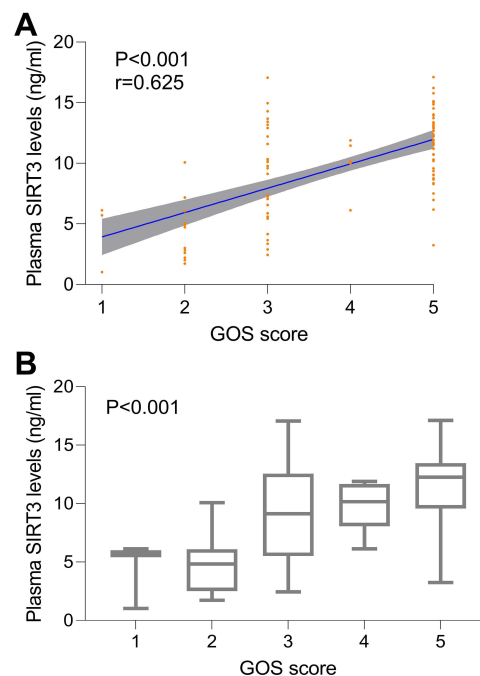 A
P<0.001
r=0.625
Plasma SIRT3 levels (ng/ml)
20
15
10
5
0
1 2 3 4 5
GOS score
B
P<0.001
Plasma SIRT3 levels (ng/ml)
20
15
10
5
0
1 2 3 4 5
GOS score